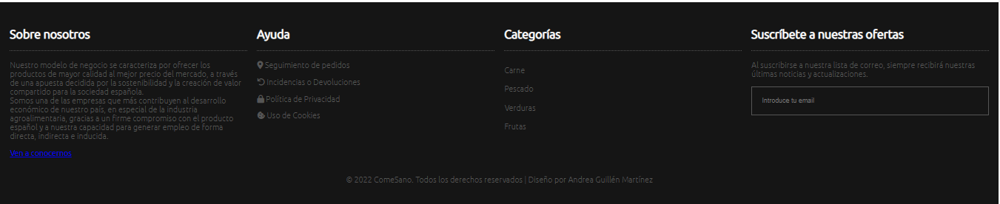 Sobre nosotros
Nuestro modelo de negocio se caracteriza por ofrecer los
productos de mayor calidad al mejor precio del mercado, a través
de una apuesta decidida por la sostenibilidad y la creación de valor
compartido para la sociedad española.
Somos una de las empresas que más contribuyen al desarrollo
económico de nuestro país, en especial de la industria
agroalimentaria, gracias a un firme compromiso con el producto
español y a nuestra capacidad para generar empleo de forma
directa, indirecta e inducida.
Ven a conocernos
Ayuda
Seguimiento de pedidos
Incidencias o Devoluciones
Política de Privacidad
Uso de Cookies
Categorías
Carne
Pescado
Verduras
Frutas
Suscríbete a nuestras ofertas
Al suscribirse a nuestra lista de correo, siempre recibirá nuestras
últimas noticias y actualizaciones.
Introduce tu email
© 2022 ComeSano. Todos los derechos reservados | Diseño por Andrea Guillén Martínez